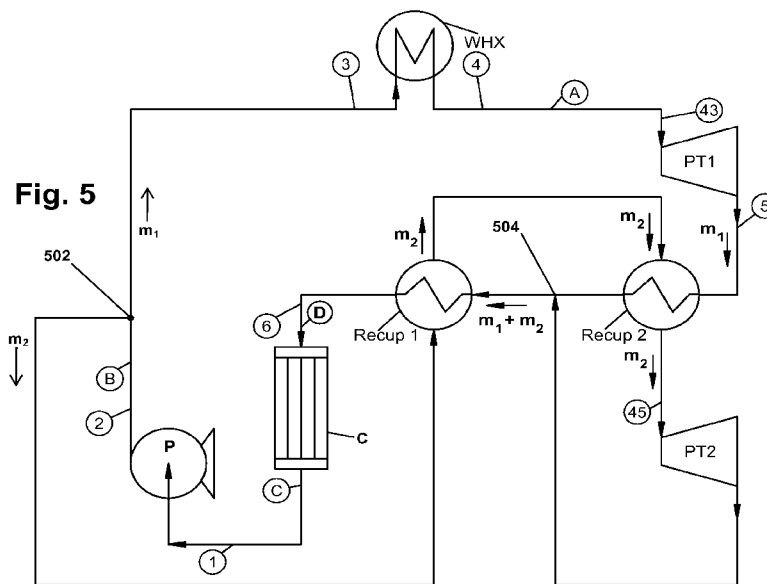 WHX
3
4
A
43
PT1
Fig. 5
m₁
5
502
504
m₂
m₂
m₁
6
D
Recup 1
m₁ + m₂
Recup 2
m₂
m₂
B
2
P
C
45
PT2
C
1